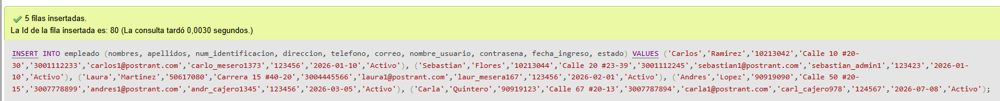 5 filas insertadas.
La Id de la fila insertada es: 80 (La consulta tardó 0,0030 segundos.)
INSERT INTO empleado (nombres, apellidos, num_identificacion, direccion, telefono, correo, nombre_usuario, contrasena, fecha_ingreso, estado) VALUES ('Carlos','Ramirez','10213042','Calle 10 #20-
30','3001112233','carlos1@postrant.com','carlo_mesero1373','123456','2026-01-10','Activo'), ('Sebastian','Flores','10213044','Calle 20 #23-39','3001112245','sebastian1@postrant.com','sebastian_admin1','123423','2026-01-
10','Activo'), ('Laura','Martinez','50617080','Carrera 15 #40-20','3004445566','laura1@postrant.com','laur_mesera167','123456','2026-02-01','Activo'), ('Andres','Lopez','90919090','Calle 50 #20-
15','3007778899','andres1@postrant.com','andr_cajero1345','123456','2026-03-05','Activo'), ('Carla','Quintero','90919123','Calle 67 #20-13','3007787894','carla1@postrant.com','carl_cajero978','124567','2026-07-08','Activo');